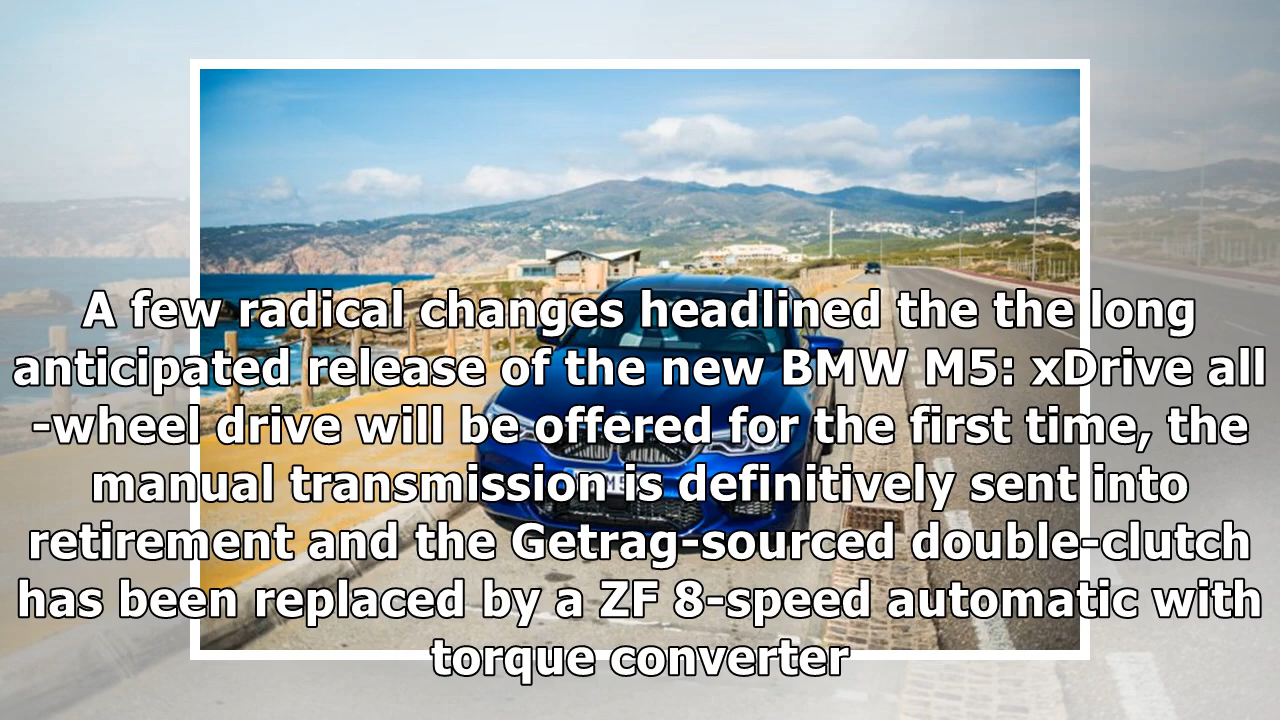 A few radical changes headlined the the long
anticipated release of the new BMW M5: xDrive all
-wheel drive will be offered for the first time, the
manual transmission is definitively sent into
retirement and the Getrag-sourced double-clutch
has been replaced by a ZF 8-speed automatic with
torque converter